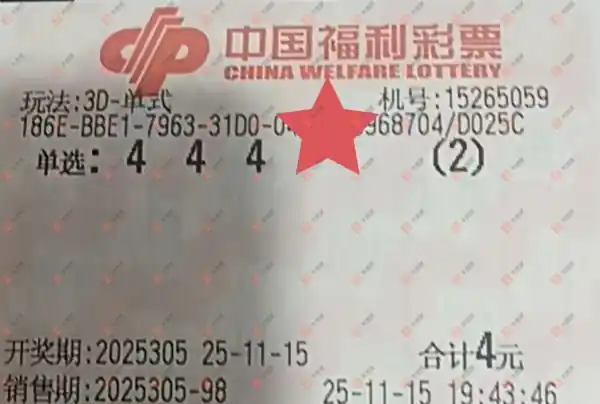 中国福利彩票
CHINA WELFARE LOTTERY
玩法:3D-单式 机号:15265059
186E-BBE1-7963-31D0-0 968704/D025C
单选: 4 4 4 (2)
开奖期:2025305 25-11-15 合计4元
销售期:2025305-98 25-11-15 19:43:46